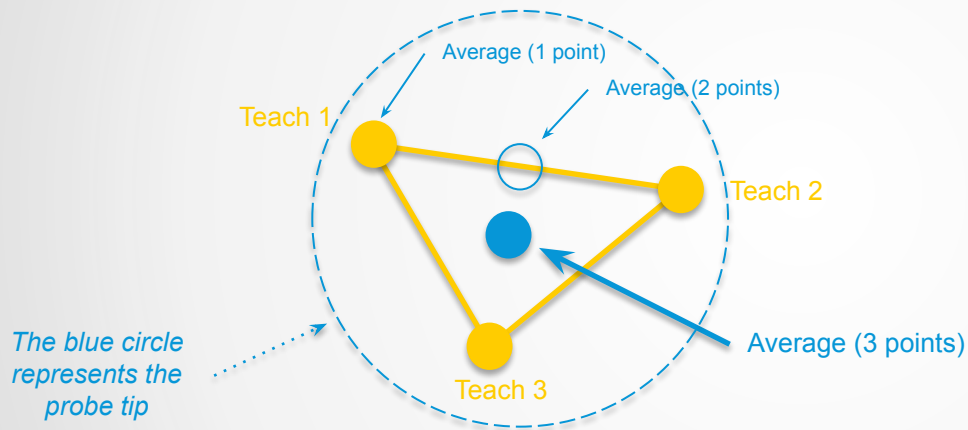 Average (1 point)
Average (2 points)
Teach 1
Teach 2
The blue circle
represents the
probe tip
Average (3 points)
Teach 3